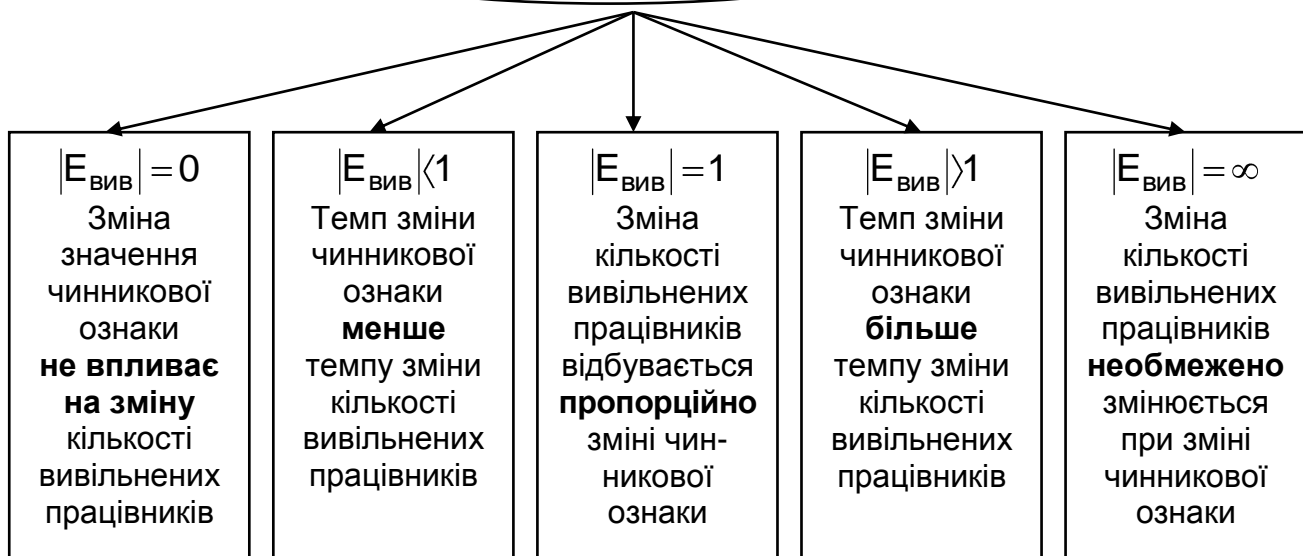 |Eвив| = 0
Зміна
значення
чинникової
ознаки
не впливає
на зміну
кількості
вивільнених
працівників
|Eвив|⟨1
Темп зміни
чинникової
ознаки
менше
темпу зміни
кількості
вивільнених
працівників
|Eвив| = 1
Зміна
кількості
вивільнених
працівників
відбувається
пропорційно
зміні чин-
никової
ознаки
|Eвив|⟩1
Темп зміни
чинникової
ознаки
більше
темпу зміни
кількості
вивільнених
працівників
|Eвив| = ∞
Зміна
кількості
вивільнених
працівників
необмежено
змінюється
при зміні
чинникової
ознаки